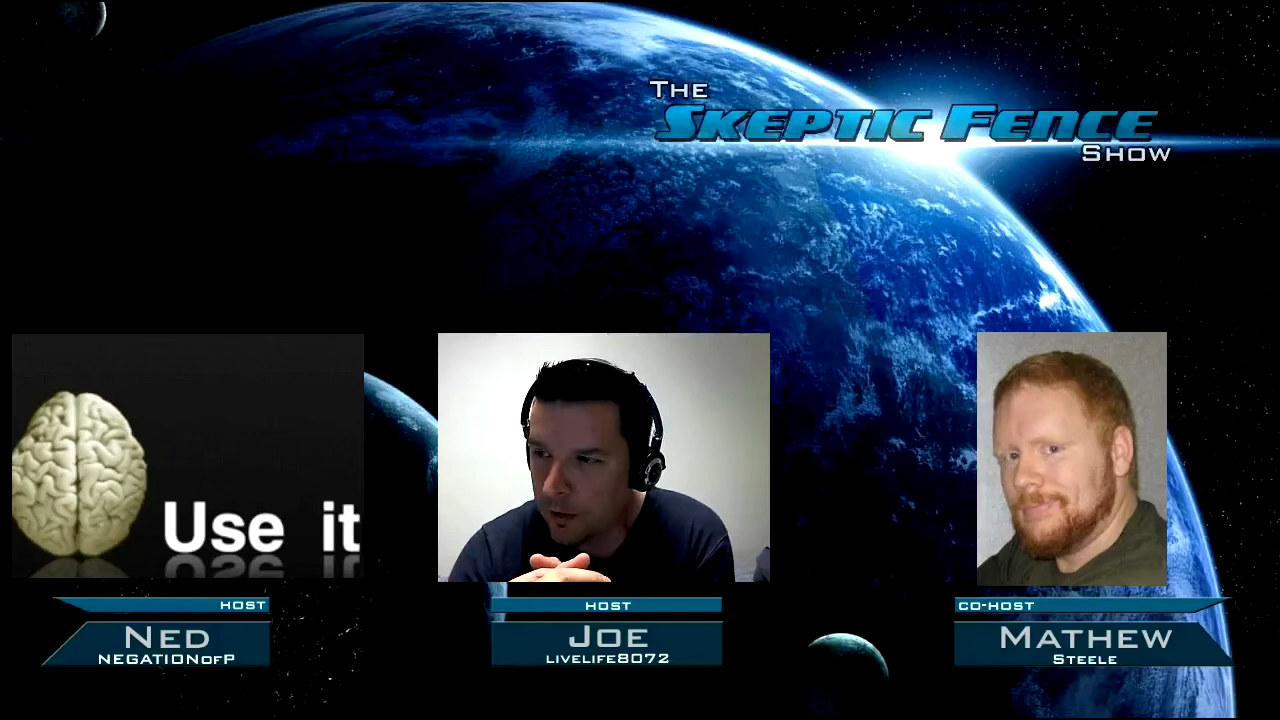 THE
SKEPTIC FENCE
SHOW
Use it
HOST
NED
NEGATIONOFP
HOST
JOE
LIVELIFE8072
CO-HOST
MATHEW
STEELE